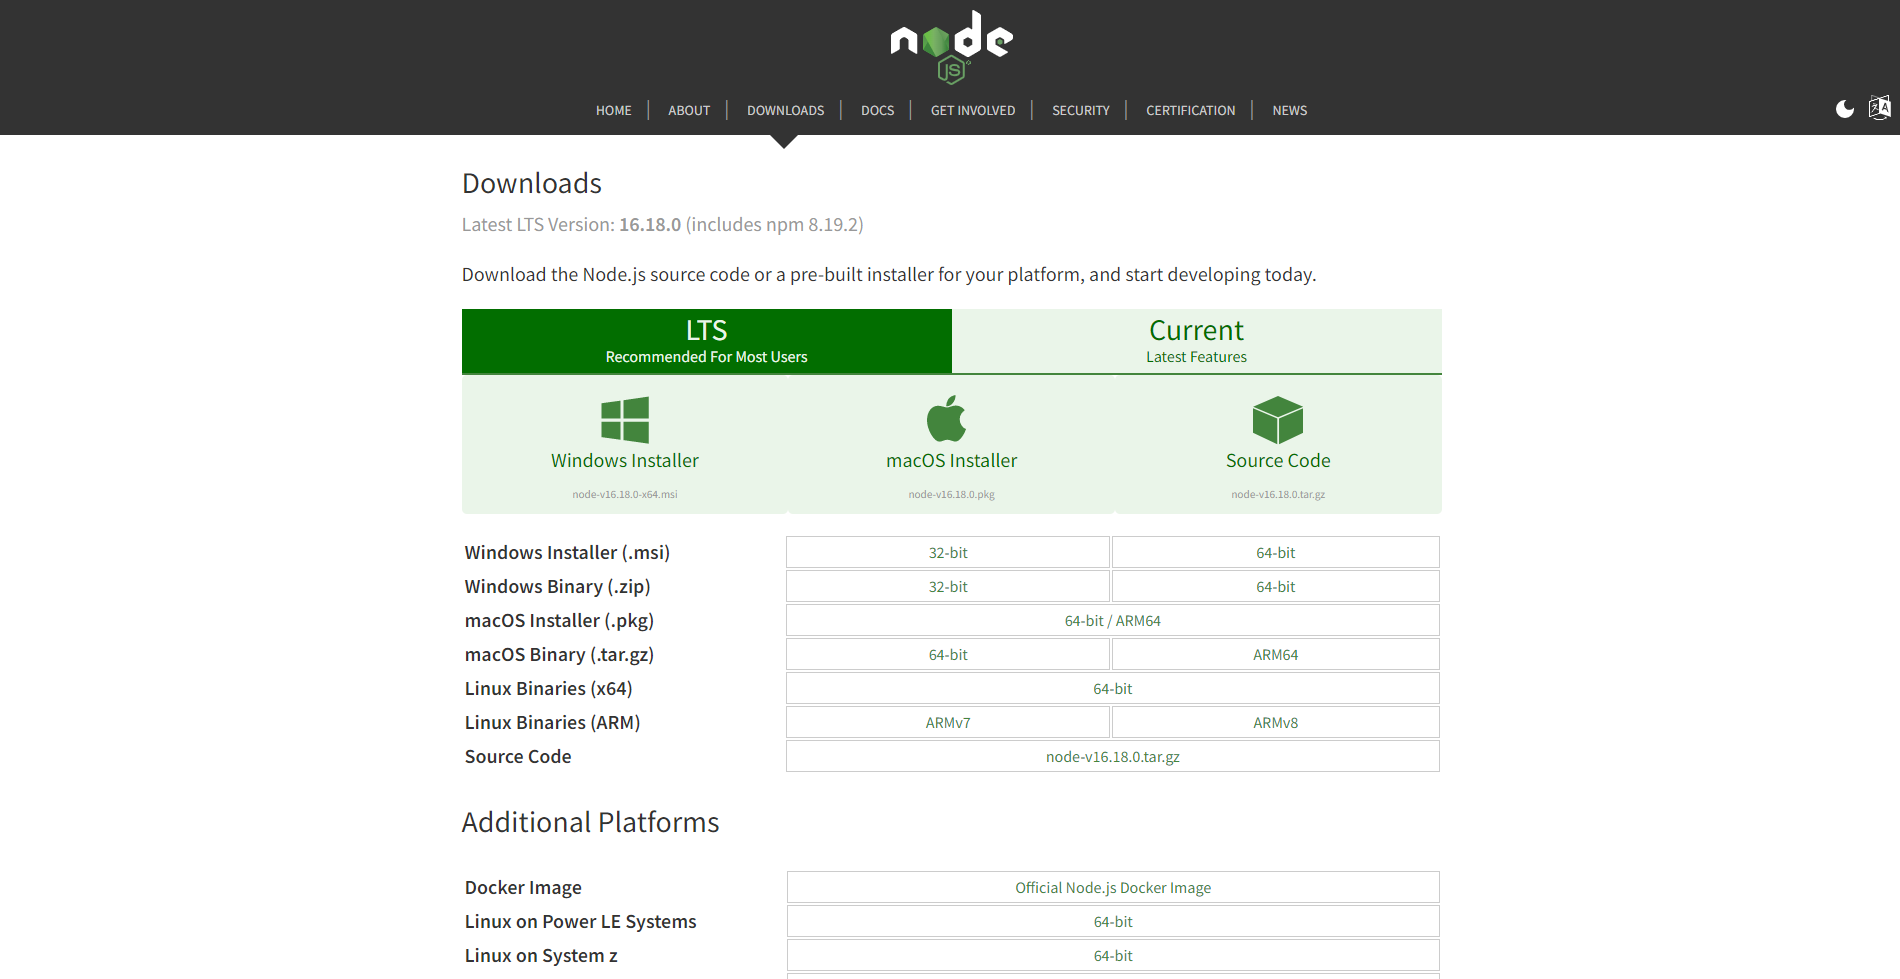 node
JS
HOME ABOUT DOWNLOADS DOCS GET INVOLVED SECURITY CERTIFICATION NEWS
Downloads
Latest LTS Version: 16.18.0 (includes npm 8.19.2)
Download the Node.js source code or a pre-built installer for your platform, and start developing today.
LTS
Recommended For Most Users
Current
Latest Features
Windows Installer
node-v16.18.0-x64.msi
macOS Installer
node-v16.18.0.pkg
Source Code
node-v16.18.0.tar.gz
Windows Installer (.msi) 32-bit 64-bit
Windows Binary (.zip) 32-bit 64-bit
macOS Installer (.pkg) 64-bit / ARM64
macOS Binary (.tar.gz) 64-bit ARM64
Linux Binaries (x64) 64-bit
Linux Binaries (ARM) ARMv7 ARMv8
Source Code node-v16.18.0.tar.gz
Additional Platforms
Docker Image Official Node.js Docker Image
Linux on Power LE Systems 64-bit
Linux on System z 64-bit